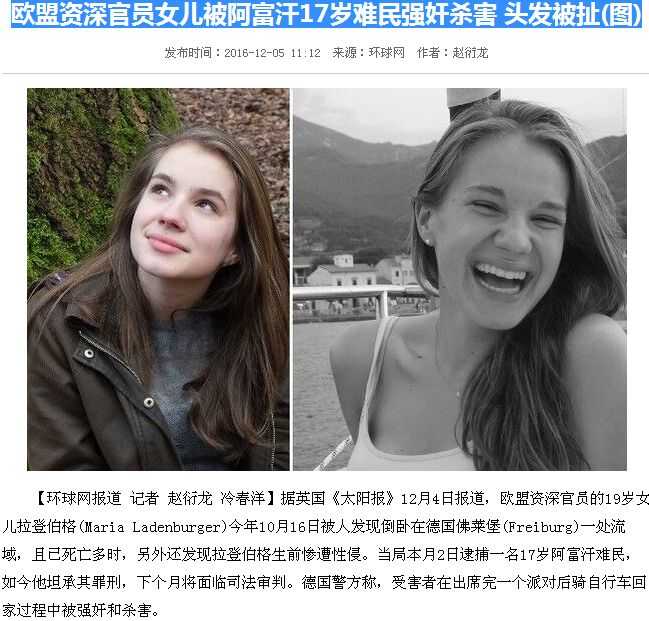 欧盟资深官员女儿被阿富汗17岁难民强奸杀害 头发被扯(图)
发布时间：2016-12-05 11:12 来源：环球网 作者：赵衍龙
【环球网报道 记者 赵衍龙 冷春洋】据英国《太阳报》12月4日报道，欧盟资深官员的19岁女
儿拉登伯格(Maria Ladenburger)今年10月16日被人发现倒卧在德国佛莱堡(Freiburg)一处流
域，且已死亡多时，另外还发现拉登伯格生前惨遭性侵。当局本月2日逮捕一名17岁阿富汗难民，
如今他坦承其罪刑，下个月将面临司法审判。德国警方称，受害者在出席完一个派对后骑自行车回
家过程中被强奸和杀害。